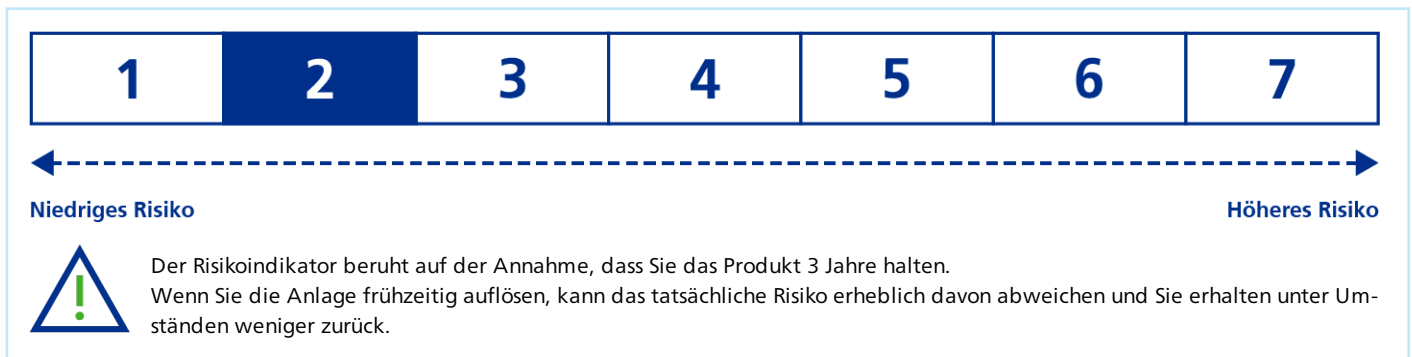 1 2 3 4 5 6 7
Niedriges Risiko Höheres Risiko
Der Risikoindikator beruht auf der Annahme, dass Sie das Produkt 3 Jahre halten.
Wenn Sie die Anlage frühzeitig auflösen, kann das tatsächliche Risiko erheblich davon abweichen und Sie erhalten unter Um-
ständen weniger zurück.